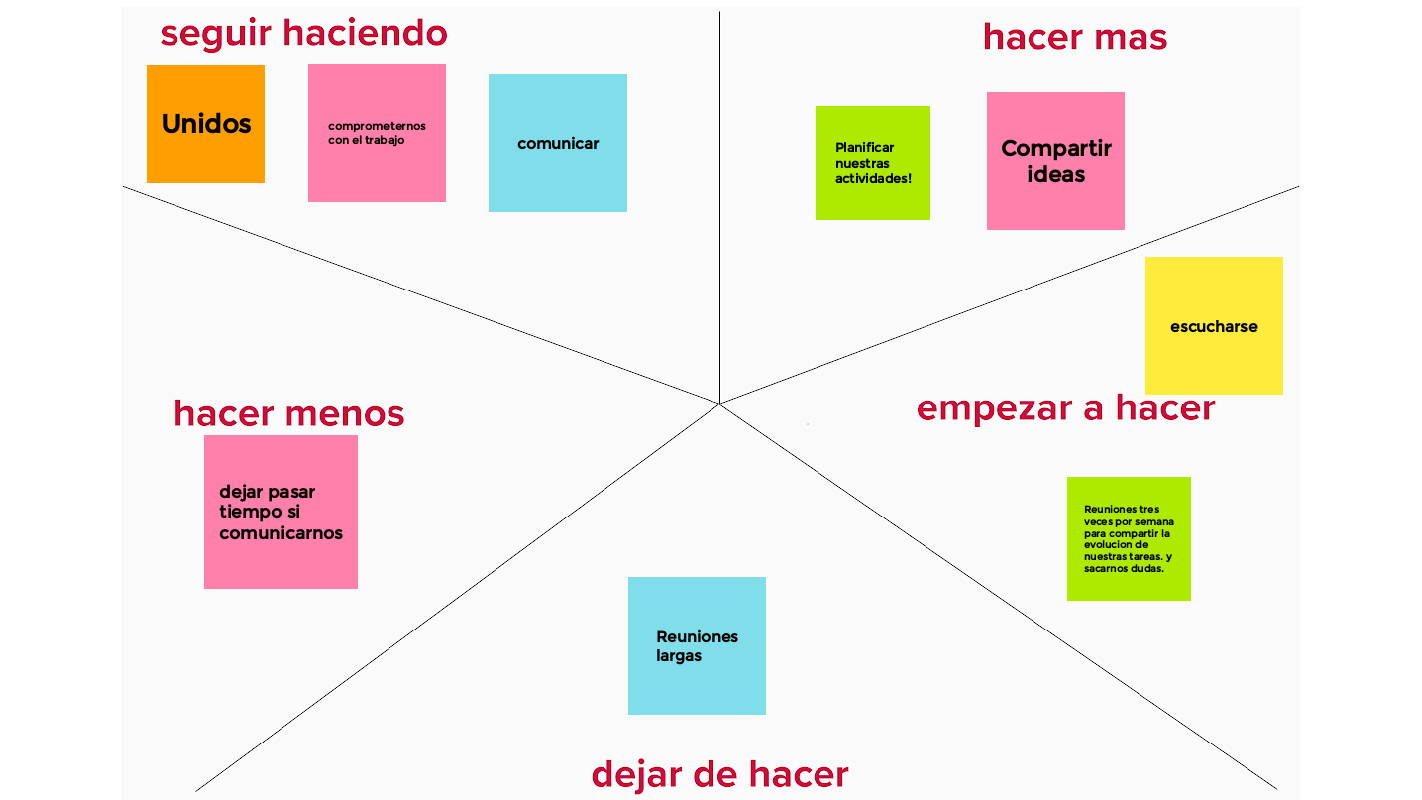 seguir haciendo
Unidos
comprometernos
con el trabajo
comunicar
hacer mas
Planificar
nuestras
actividades!
Compartir
ideas
escucharse
empezar a hacer
Reuniones tres
veces por semana
para compartir la
evolucion de
nuestras tareas. y
sacarnos dudas.
hacer menos
dejar pasar
tiempo si
comunicarnos
Reuniones
largas
dejar de hacer